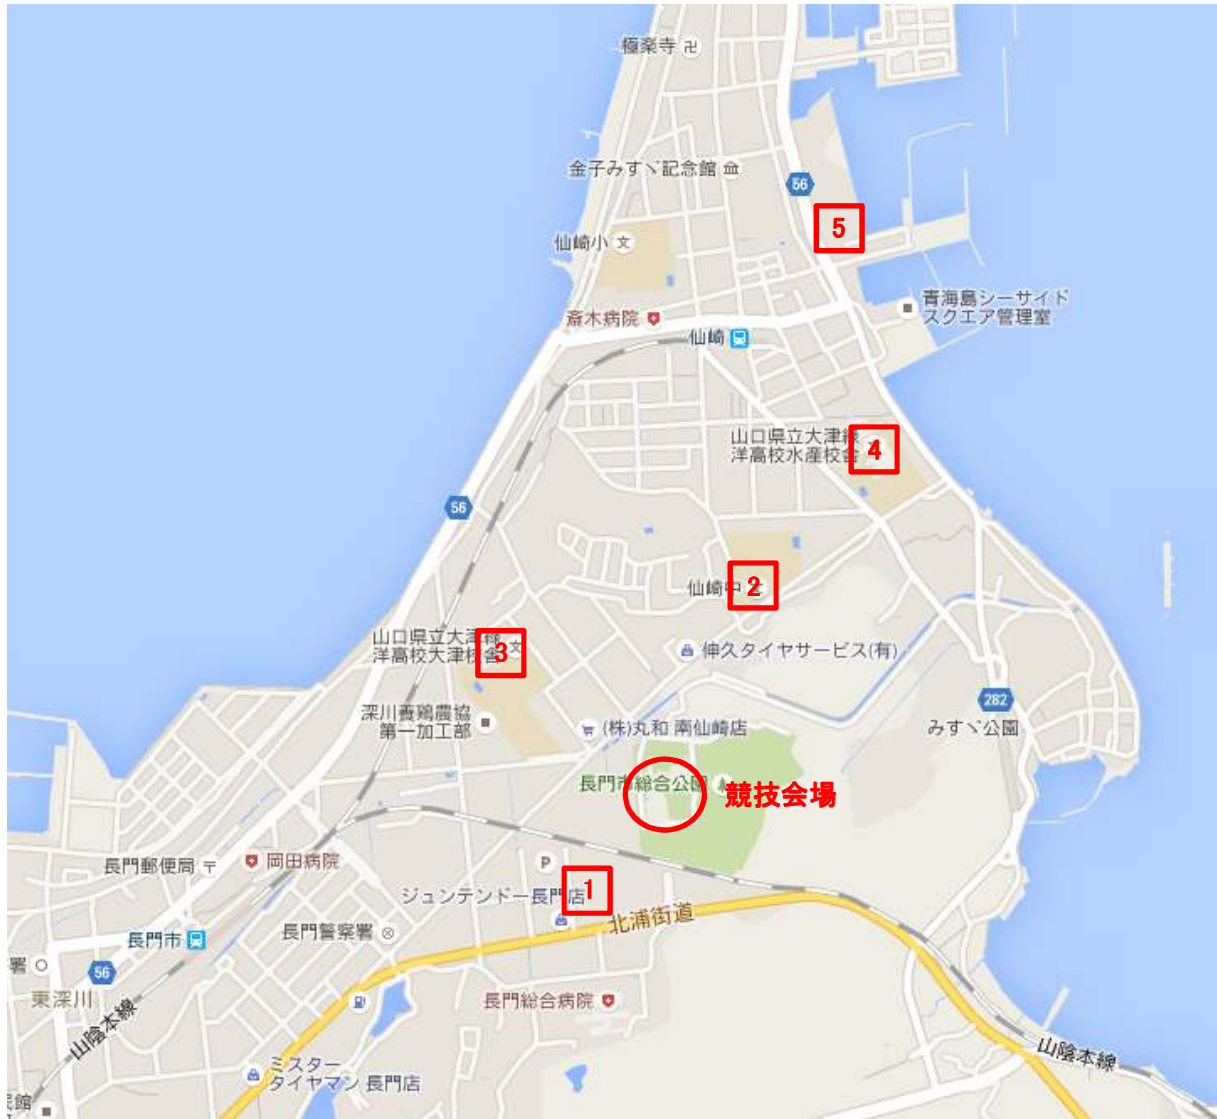 極楽寺
金子みすゞ記念館
56
5
仙崎小 文
青海島シーサイド
スクエア管理室
斎木病院
仙崎
山口県立大津緑
洋高校水産校舎
4
56
仙崎中
2
山口県立大津緑
洋高校大津校舎
文
3
伸久タイヤサービス(有)
282
みすゞ公園
深川養鶏農協
第一加工部
(株)丸和 南仙崎店
長門市総合公園
競技会場
長門郵便局
岡田病院
P
ジュンテンドー長門店
1
北浦街道
長門警察署
長門市
署
56
東深川
山陰本線
長門総合病院
山陰本線
ミスター
タイヤマン 長門店
館